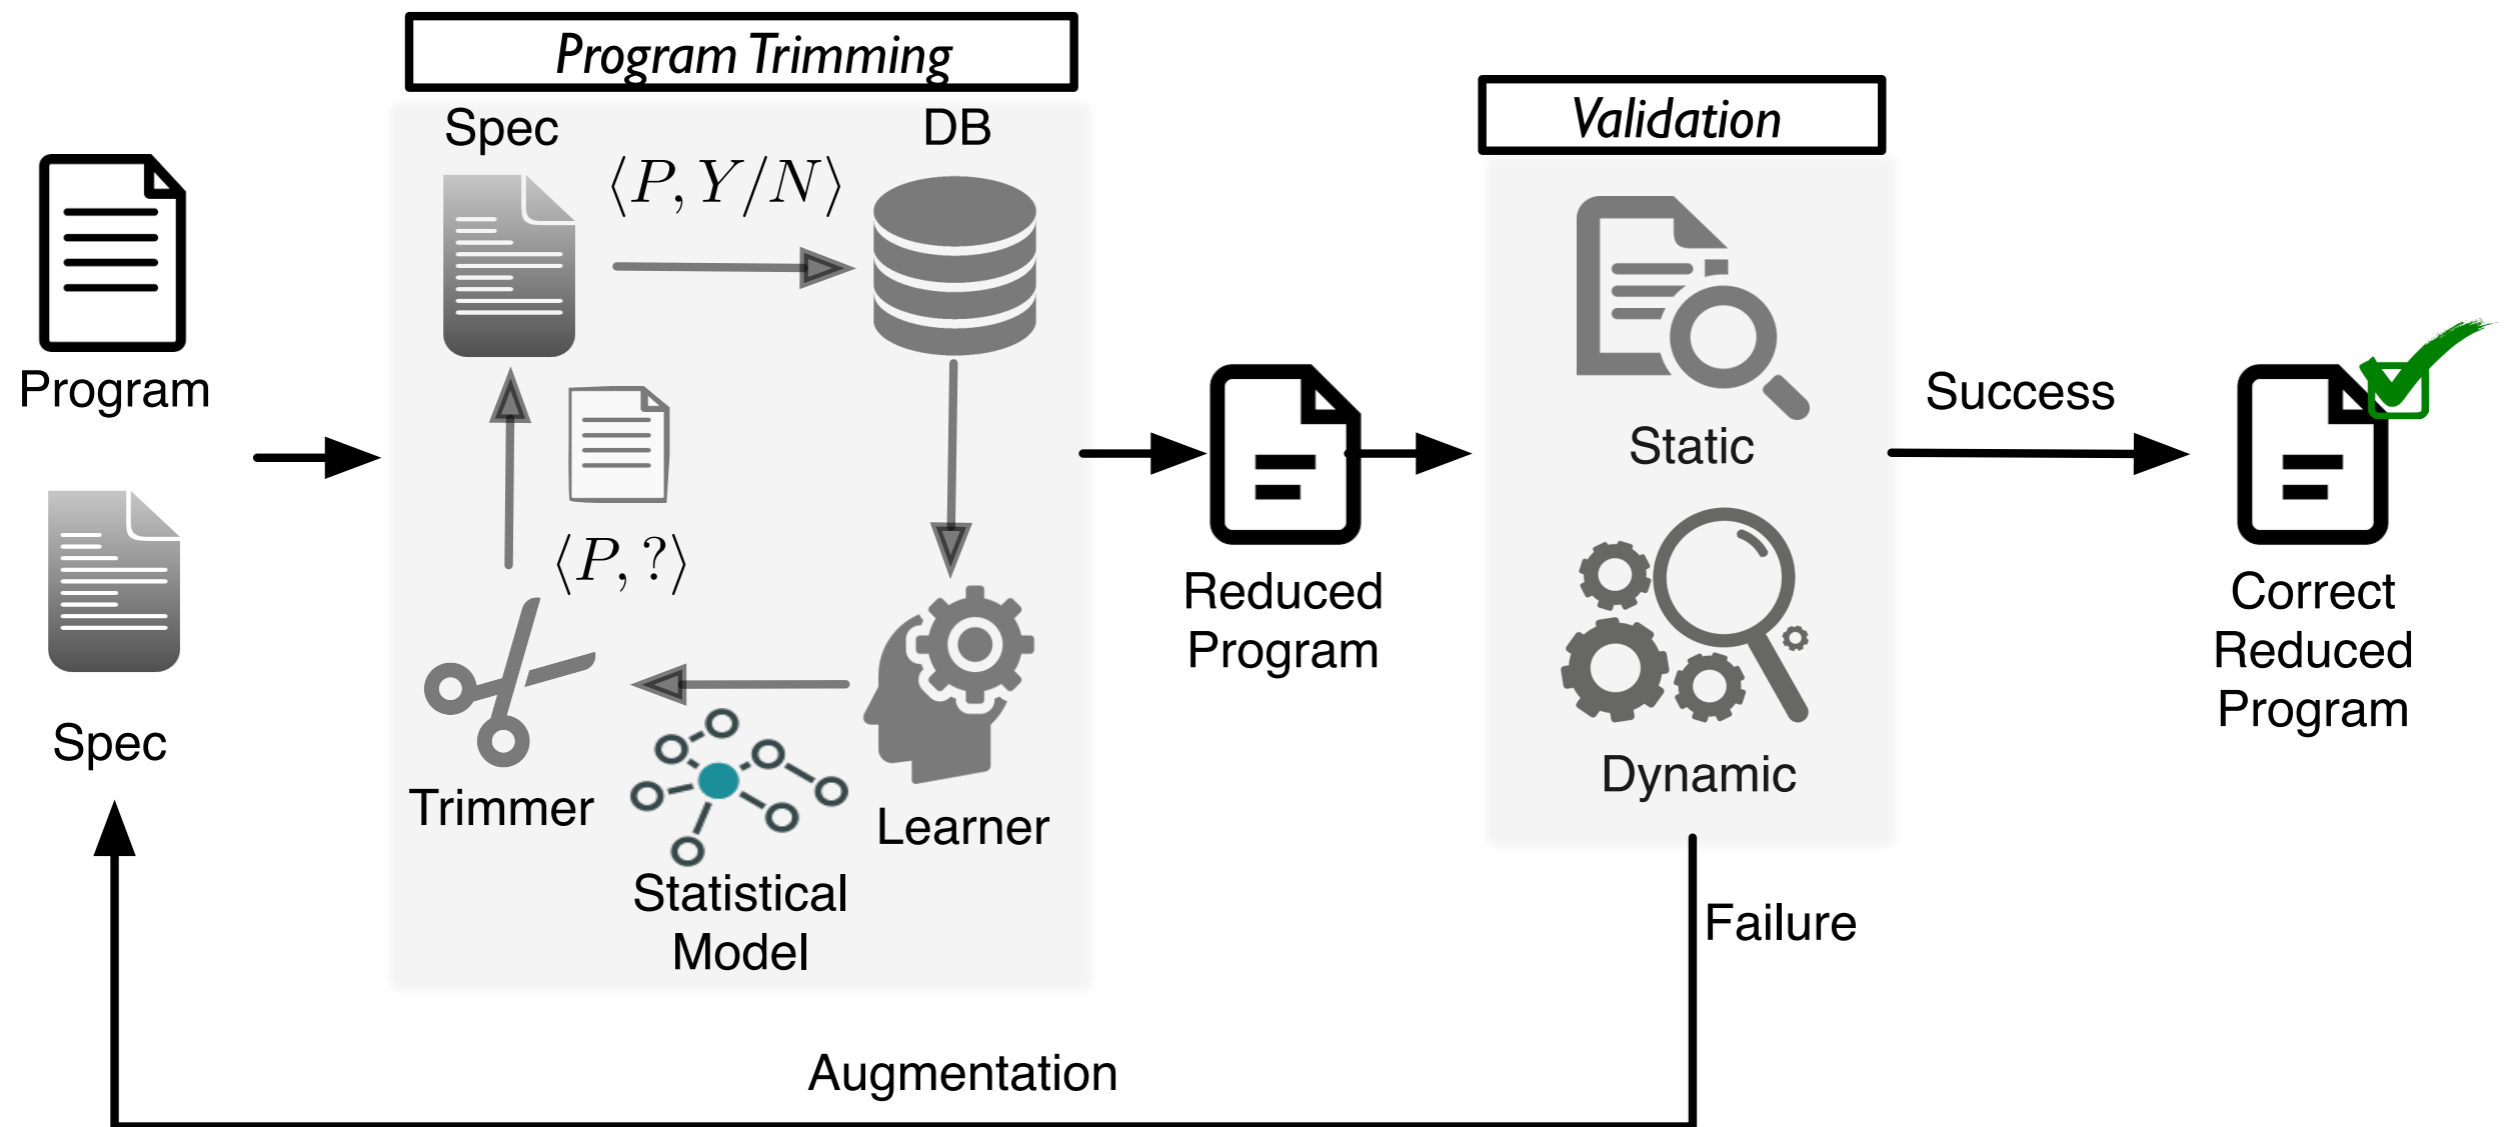 Program Trimming
Validation
Spec
DB
⟨P, Y/N⟩
Program
Success
Static
⟨P, ?⟩
Reduced
Program
Correct
Reduced
Program
Spec
Dynamic
Trimmer
Learner
Statistical
Model
Failure
Augmentation